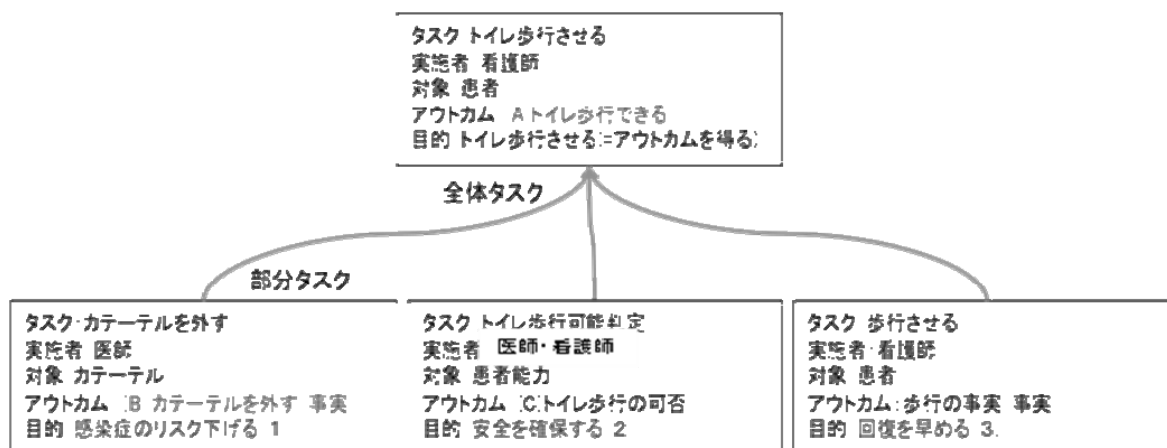 タスク トイレ歩行させる
実施者 看護師
対象 患者
アウトカム Aトイレ歩行できる
目的 トイレ歩行させる(=アウトカムを得る)
全体タスク
部分タスク
タスク・カテーテルを外す
実施者 医師
対象 カテーテル
アウトカム (B カテーテルを外す 事実
目的 感染症のリスク下げる 1
タスク トイレ歩行可能判定
実施者 医師・看護師
対象 患者能力
アウトカム (C)トイレ歩行の可否
目的 安全を確保する 2
タスク 歩行させる
実施者・看護師
対象 患者
アウトカム:歩行の事実 事実
目的 回復を早める 3.